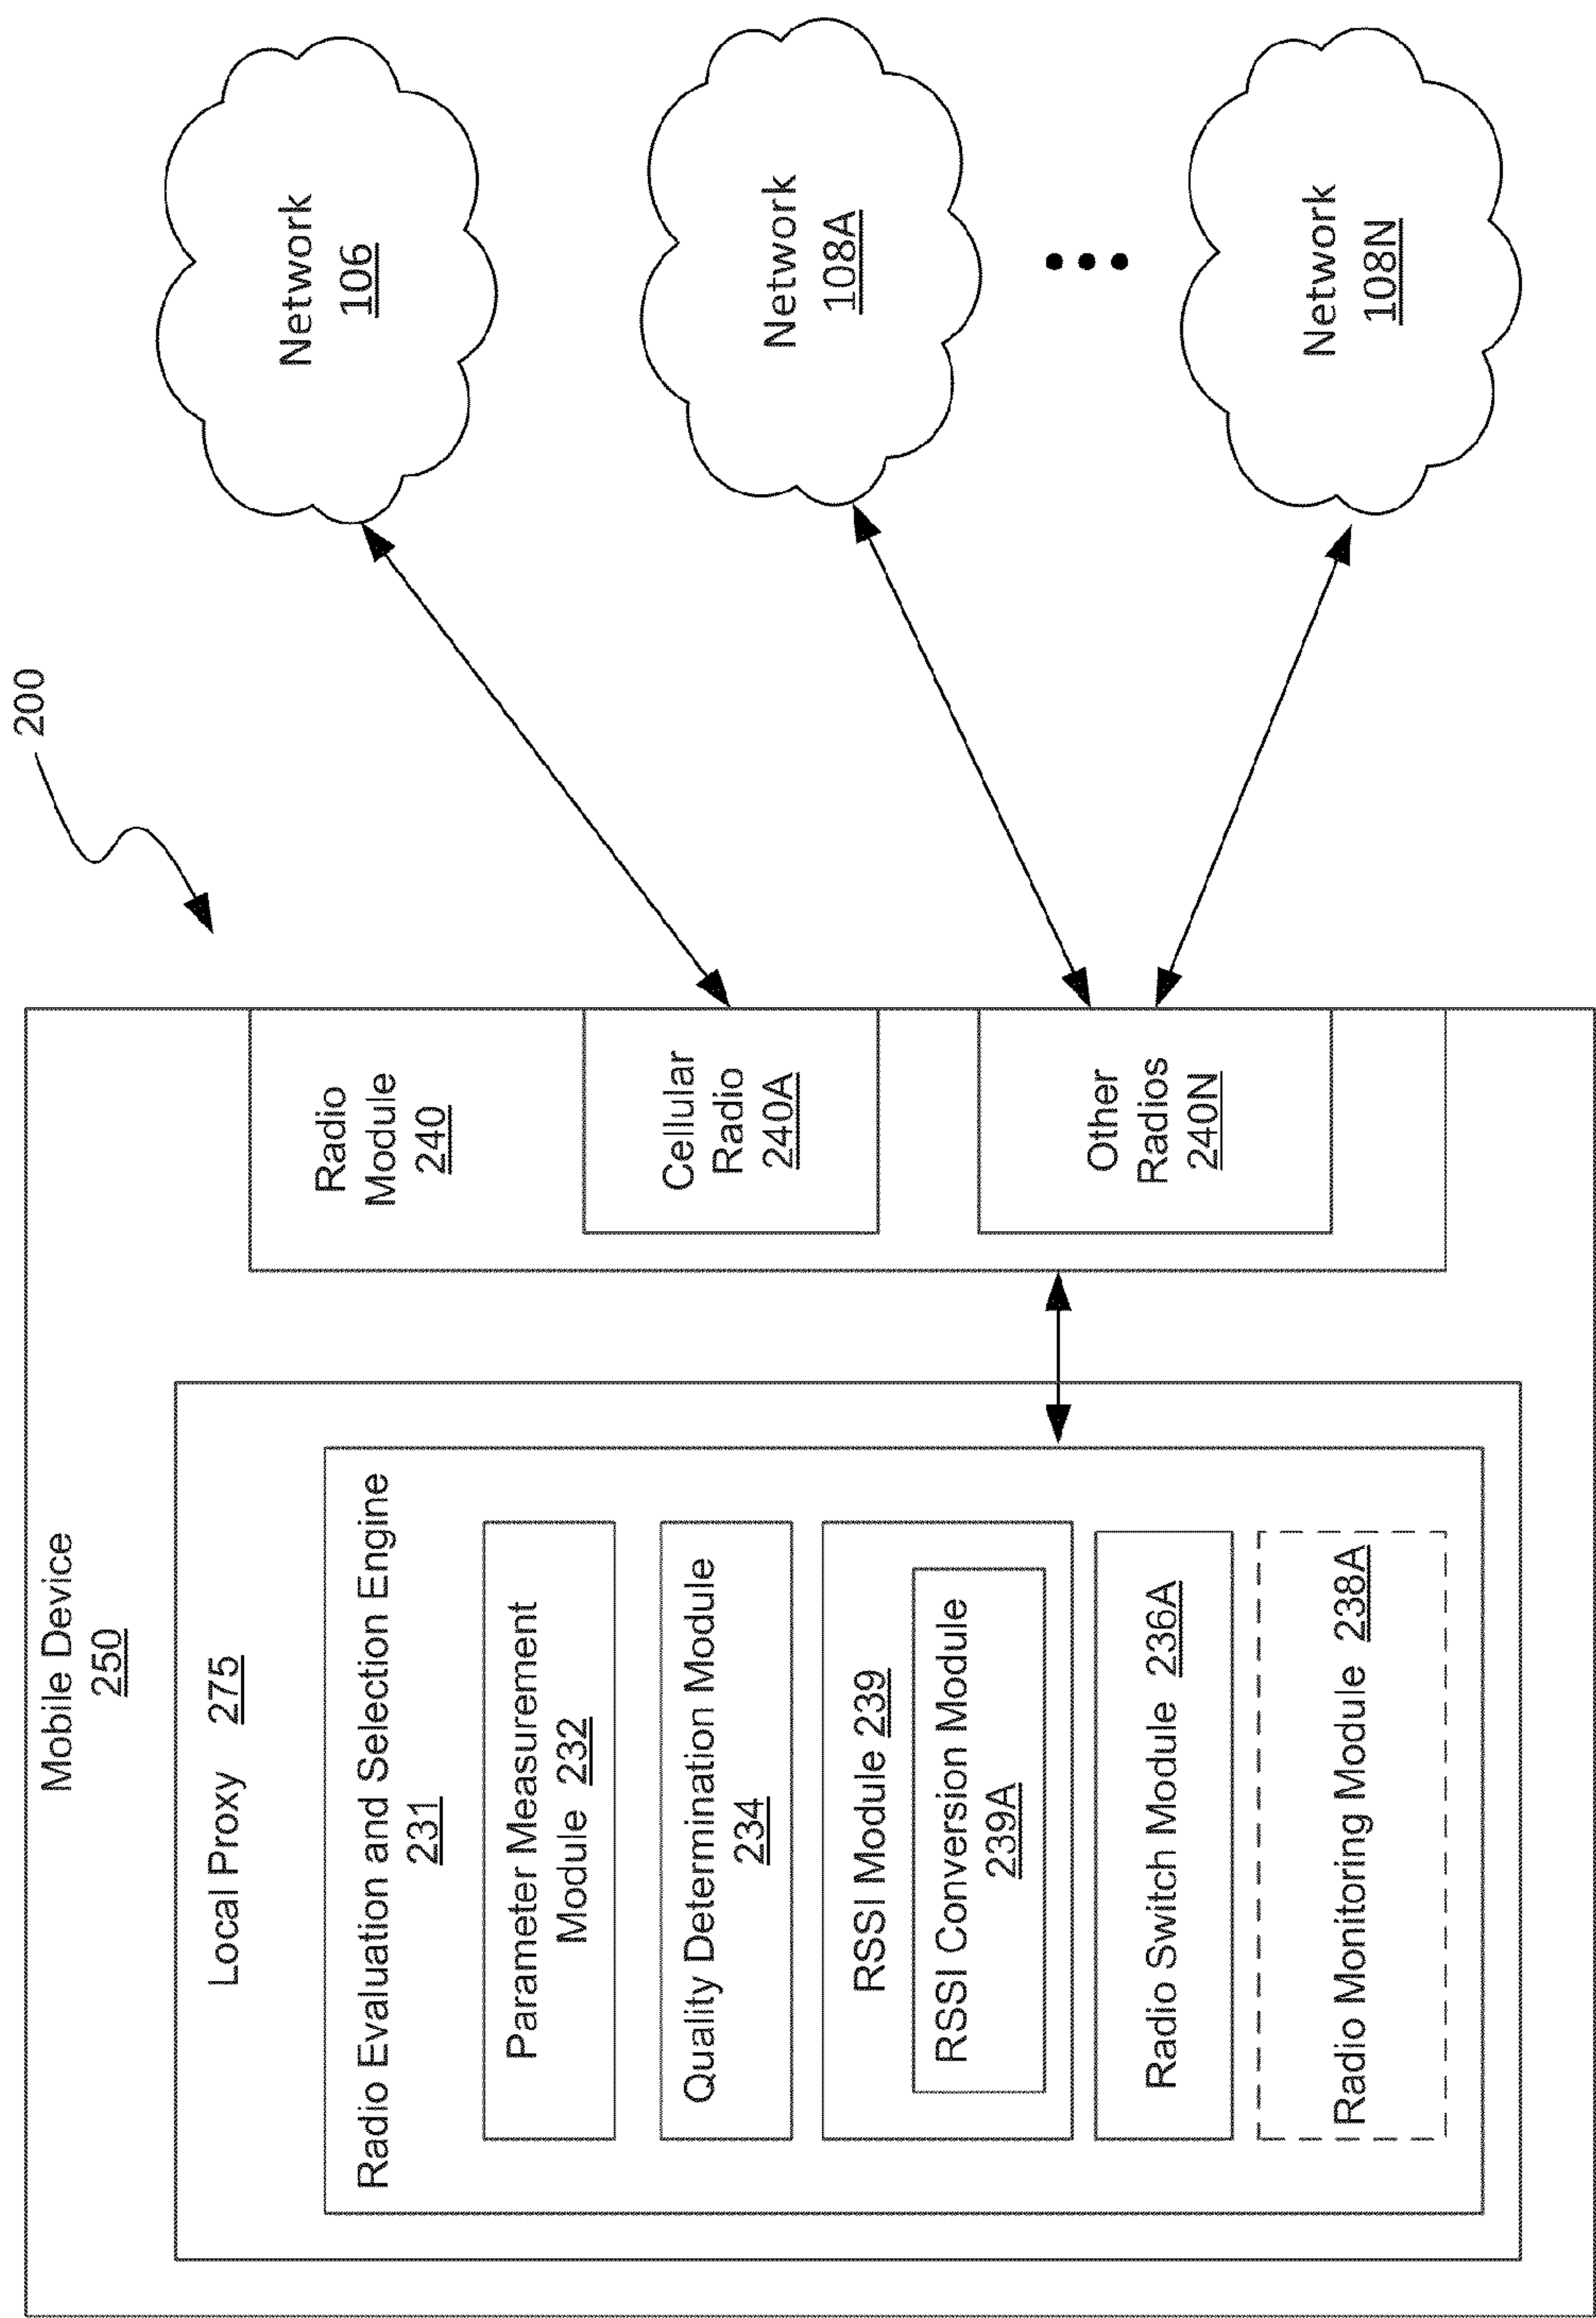 200
Mobile Device
250
Local Proxy 275
Radio Evaluation and Selection Engine
231
Parameter Measurement
Module 232
Quality Determination Module
234
RSSI Module 239
RSSI Conversion Module
239A
Radio Switch Module 236A
Radio Monitoring Module 238A
Radio
Module
240
Cellular
Radio
240A
Other
Radios
240N
Network
106
Network
108A
Network
108N